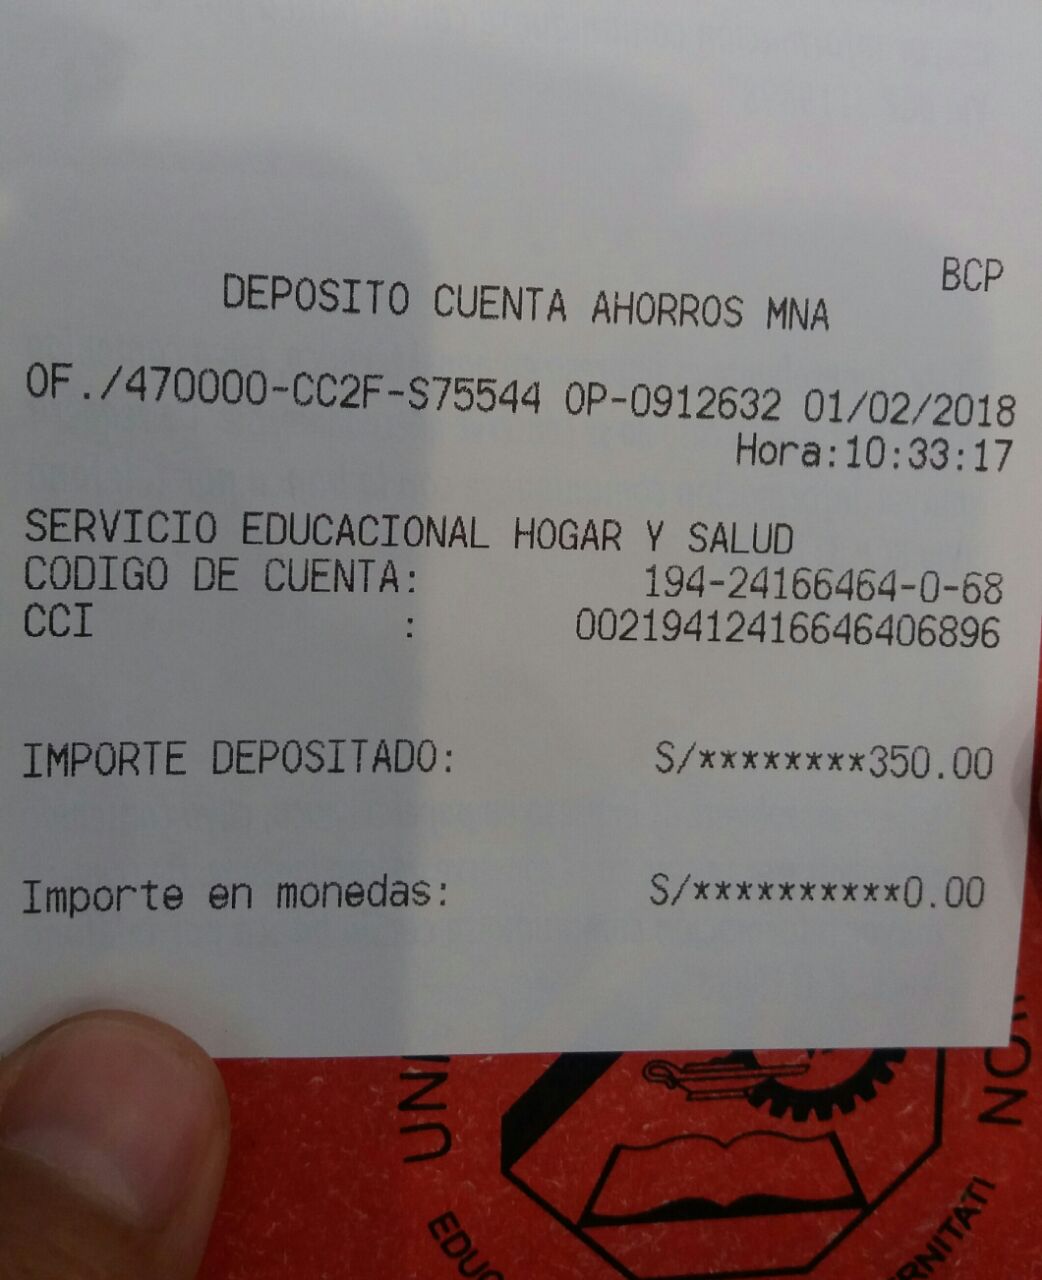 BCP
DEPOSITO CUENTA AHORROS MNA
OF./470000-CC2F-S75544 OP-0912632 01/02/2018
Hora:10:33:17
SERVICIO EDUCACIONAL HOGAR Y SALUD
CODIGO DE CUENTA: 194-24166464-0-68
CCI : 00219412416646406896
IMPORTE DEPOSITADO: S/********350.00
Importe en monedas: S/**********0.00